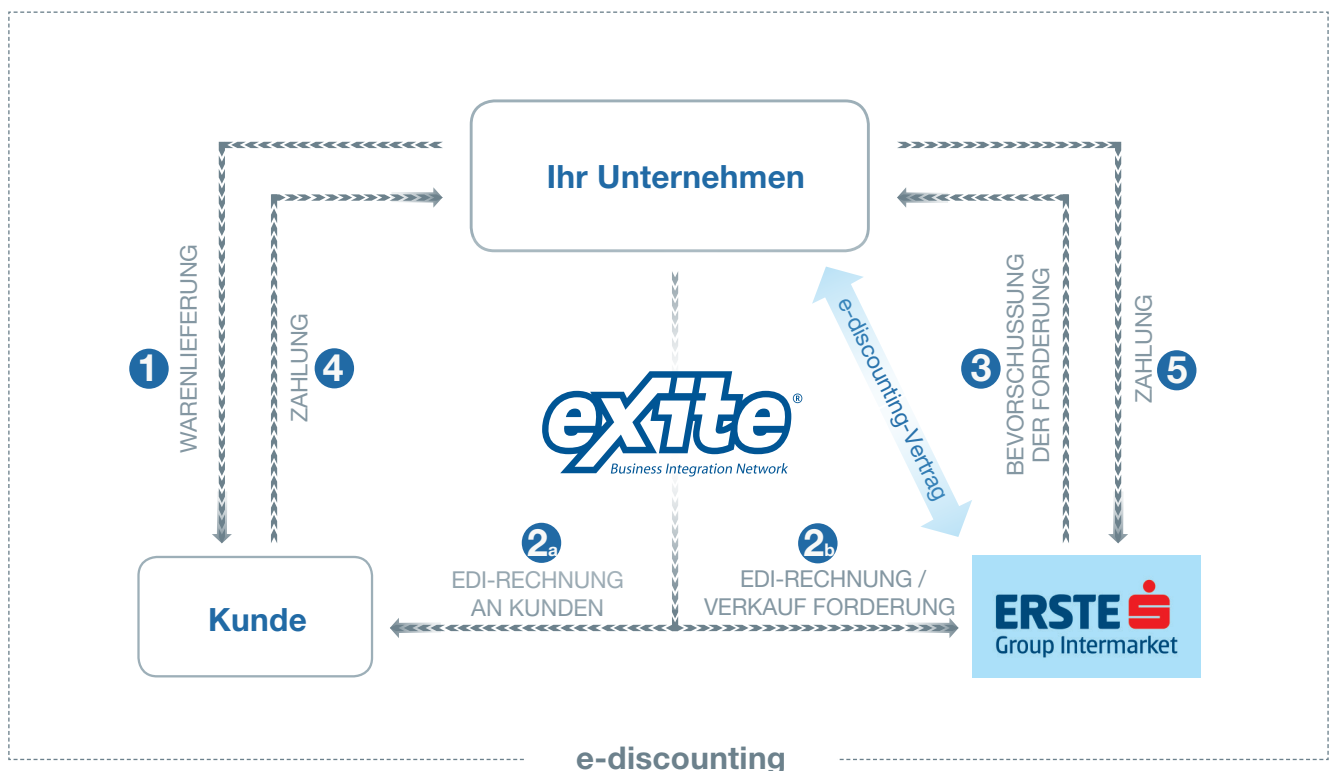 Ihr Unternehmen
1
WARENLIEFERUNG
ZAHLUNG
4
exite®
Business Integration Network
e-discounting-Vertrag
3
BEVORSCHUSSUNG
DER FORDERUNG
ZAHLUNG
5
2a
EDI-RECHNUNG
AN KUNDEN
2b
EDI-RECHNUNG /
VERKAUF FORDERUNG
Kunde
ERSTE
Group Intermarket
e-discounting